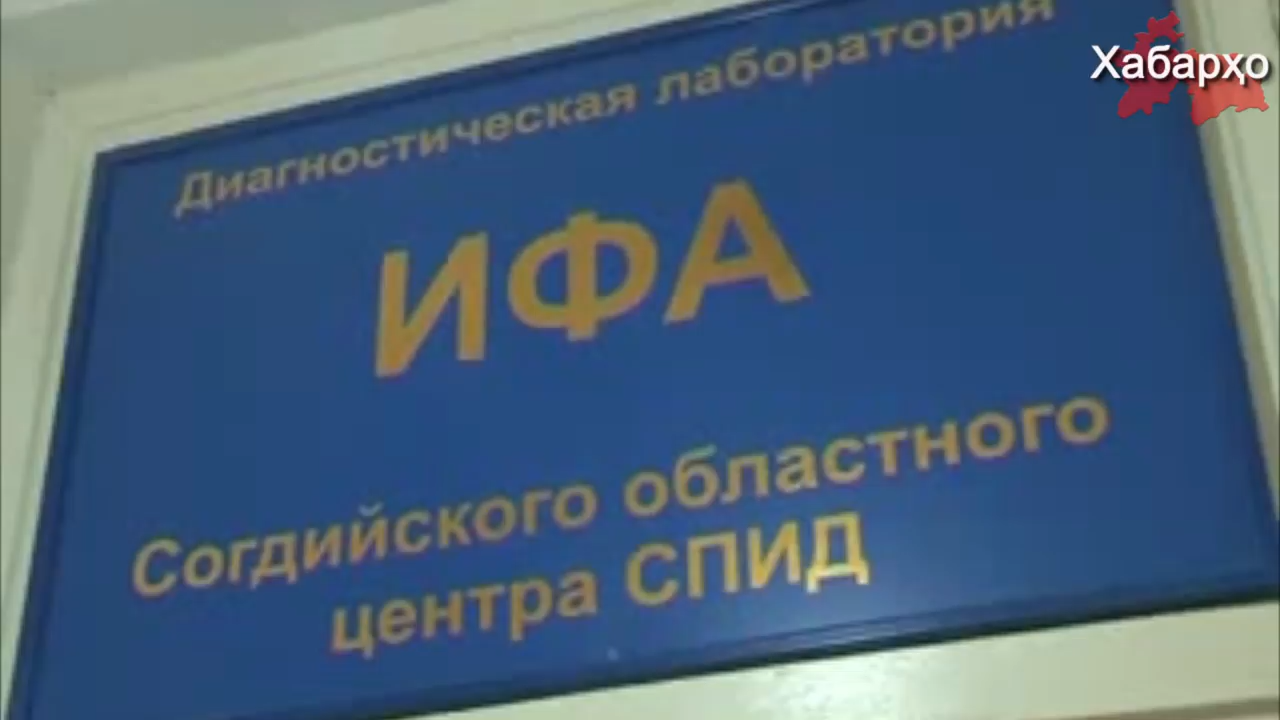 Хабарҳо
Диагностическая лаборатория
ИФА
Согдийского областного
центра СПИД